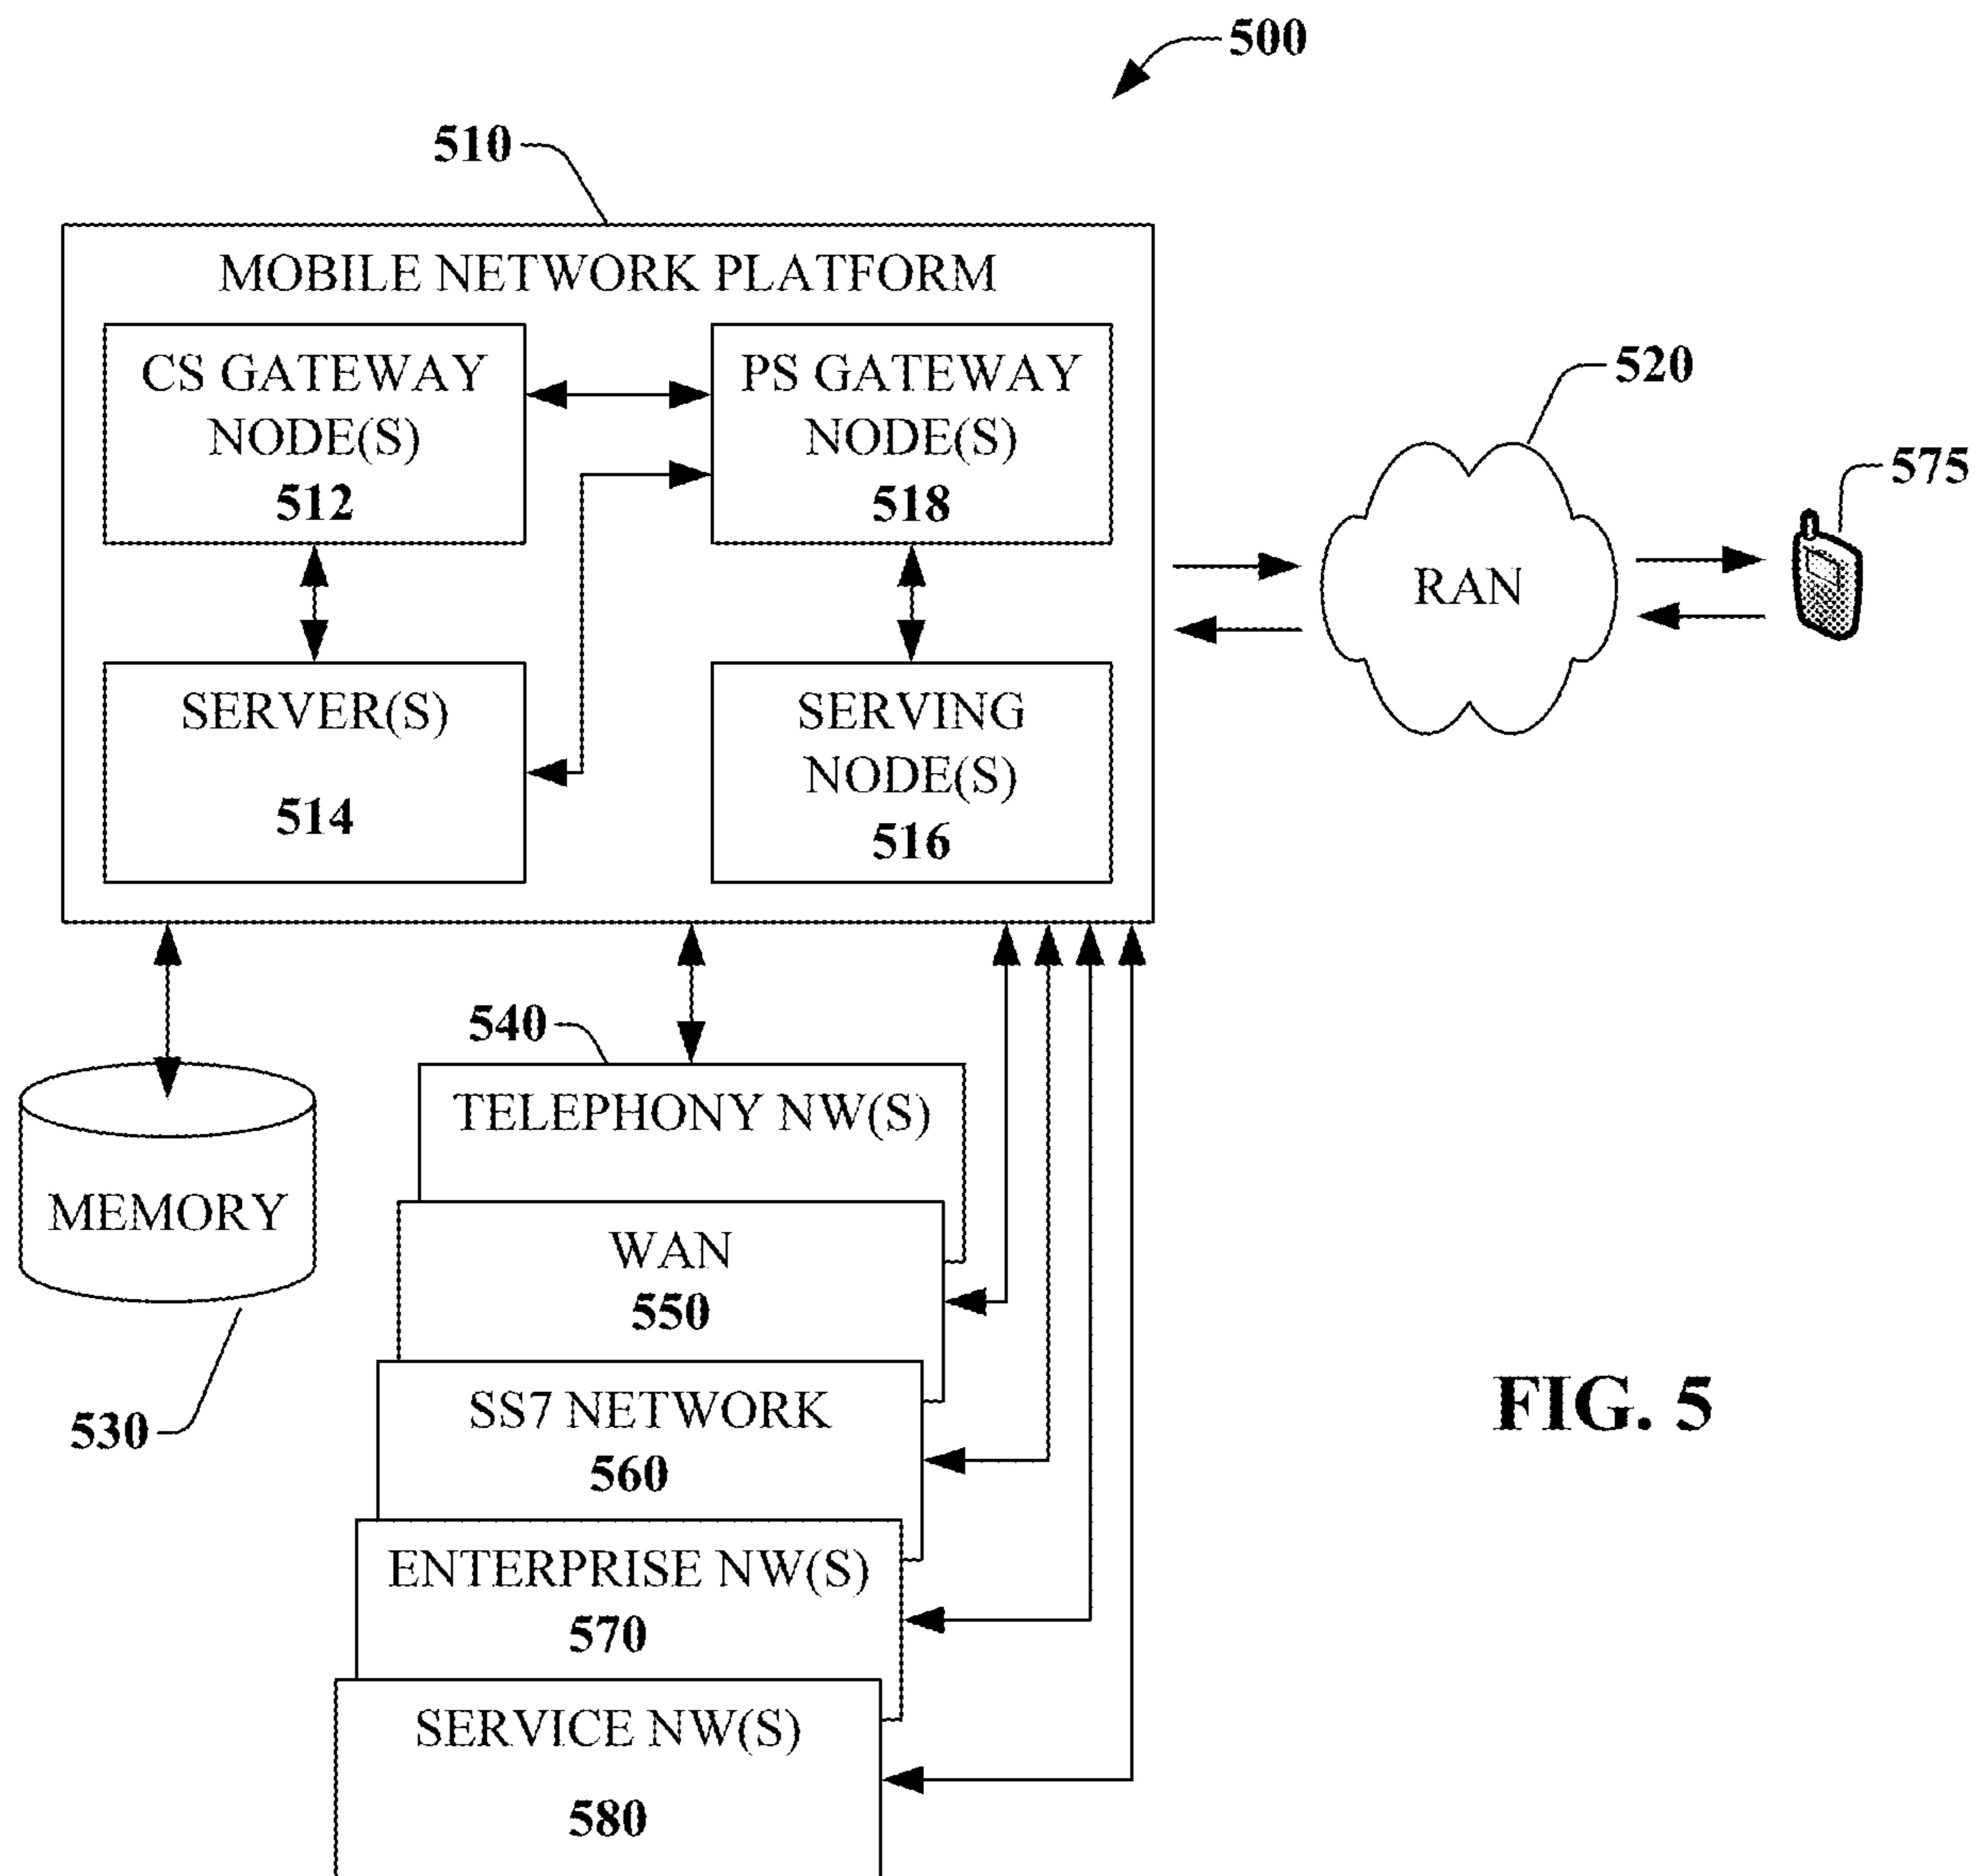 500
510
MOBILE NETWORK PLATFORM
CS GATEWAY
NODE(S)
512
PS GATEWAY
NODE(S)
518
SERVER(S)
514
SERVING
NODE(S)
516
520
RAN
575
540
TELEPHONY NW(S)
MEMORY
530
WAN
550
SS7 NETWORK
560
ENTERPRISE NW(S)
570
SERVICE NW(S)
580
FIG. 5